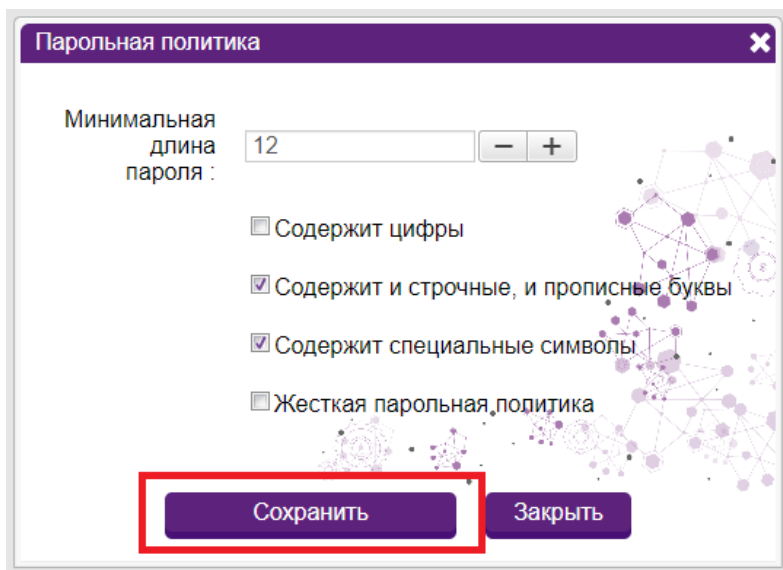 Парольная политика
Минимальная
длина
пароля :
12
Содержит цифры
Содержит и строчные, и прописные буквы
Содержит специальные символы
Жесткая парольная политика
Сохранить
Закрыть